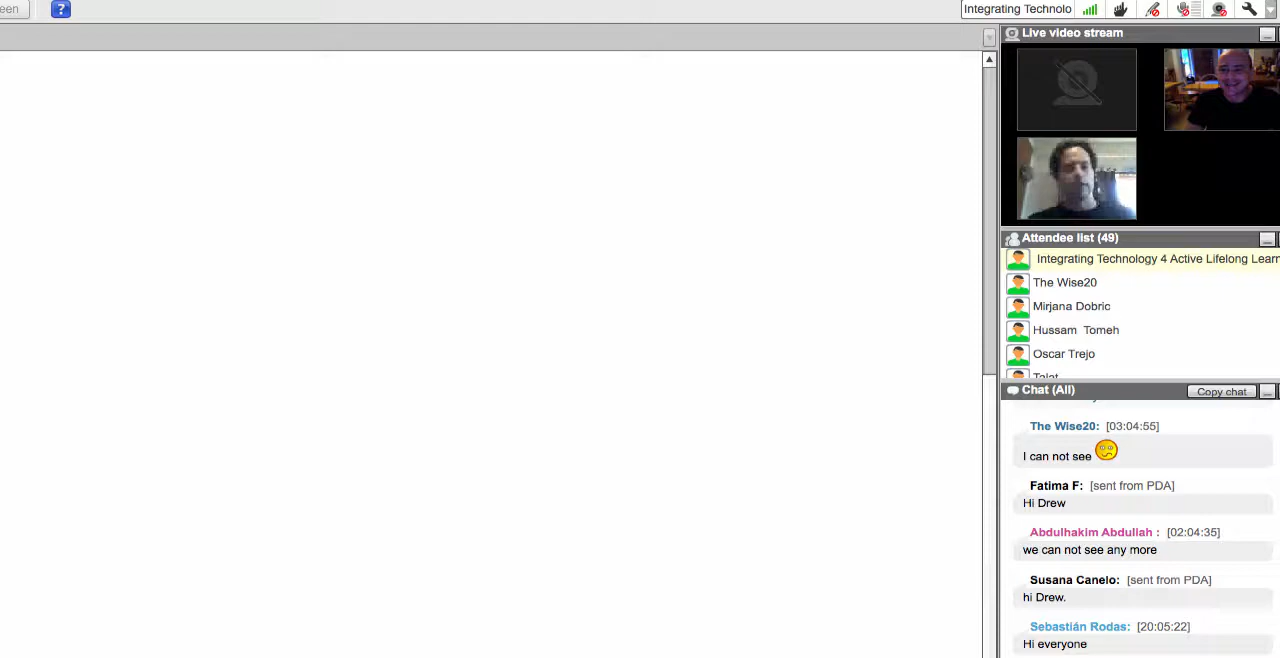 een
?
Integrating Technolo
Live video stream
Attendee list (49)
Integrating Technology 4 Active Lifelong Learn
The Wise20
Mirjana Dobric
Hussam Tomeh
Oscar Trejo
Talat
Chat (All)
Copy chat
The Wise20: [03:04:55]
I can not see
Fatima F: [sent from PDA]
Hi Drew
Abdulhakim Abdullah : [02:04:35]
we can not see any more
Susana Canelo: [sent from PDA]
hi Drew.
Sebastián Rodas: [20:05:22]
Hi everyone